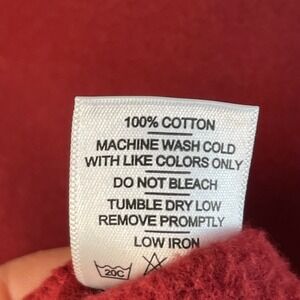 100% COTTON
MACHINE WASH COLD
WITH LIKE COLORS ONLY
DO NOT BLEACH
TUMBLE DRY LOW
REMOVE PROMPTLY
LOW IRON
20C